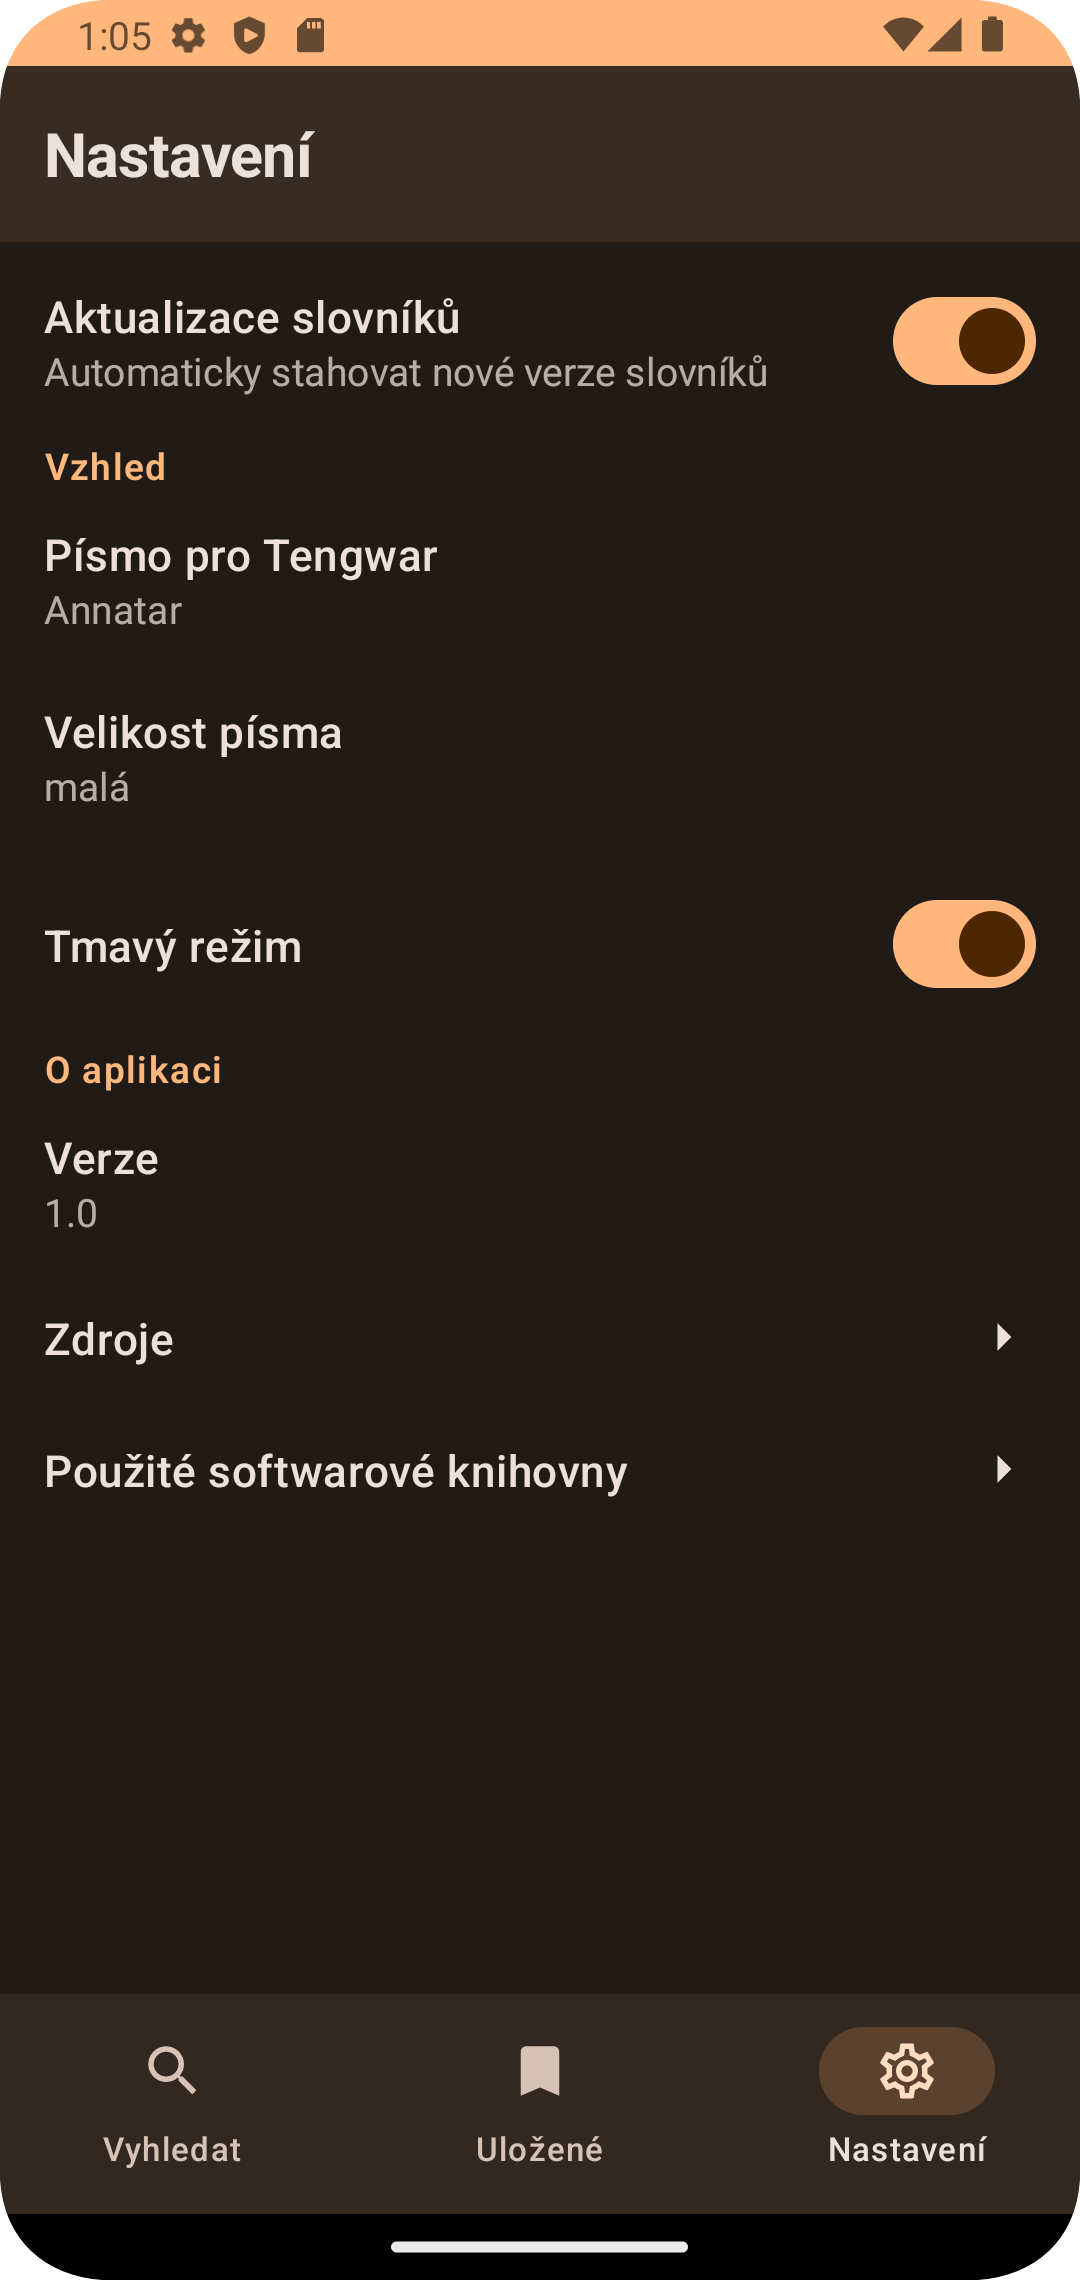 1:05
Nastavení
Aktualizace slovníků
Automaticky stahovat nové verze slovníků
Vzhled
Písmo pro Tengwar
Annatar
Velikost písma
malá
Tmavý režim
O aplikaci
Verze
1.0
Zdroje
Použité softwarové knihovny
Vyhledat
Uložené
Nastavení